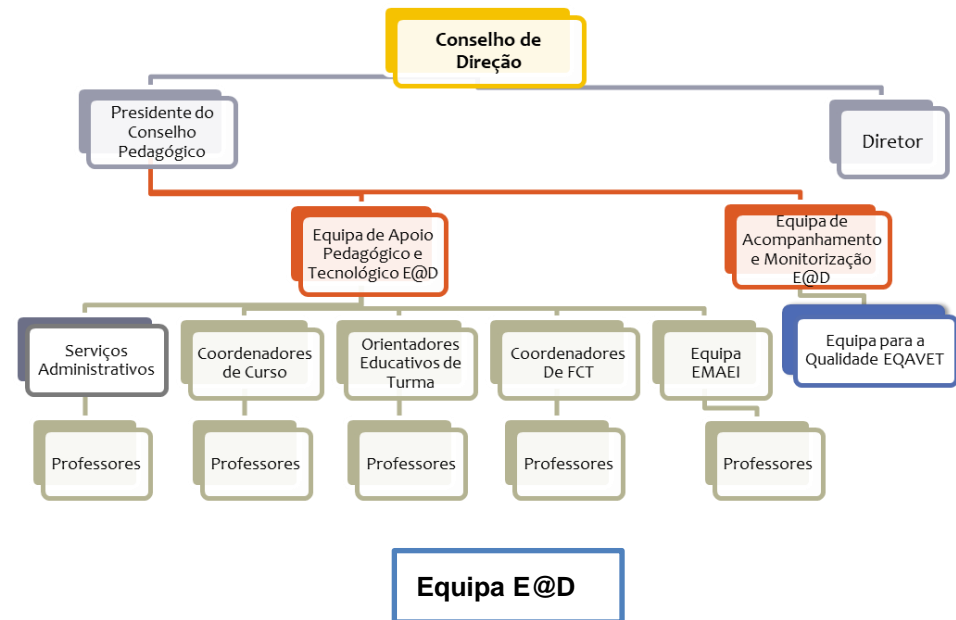 Conselho de
Direção
Presidente do
Conselho
Pedagógico
Diretor
Equipa de Apoio
Pedagógico e
Tecnológico E@D
Equipa de
Acompanhamento
e Monitorização
E@D
Serviços
Administrativos
Coordenadores
de Curso
Orientadores
Educativos de
Turma
Coordenadores
De FCT
Equipa
EMAEI
Equipa para a
Qualidade EQAVET
Professores
Professores
Professores
Professores
Professores
Equipa E@D